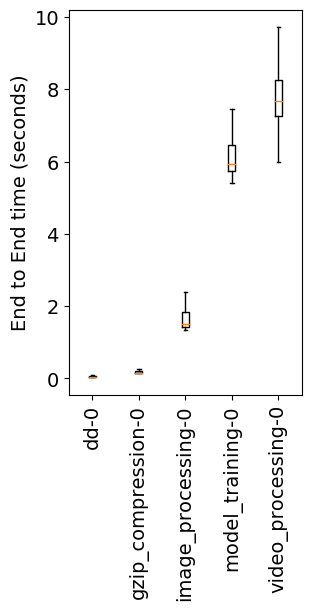 End to End time (seconds)
10
8
6
4
2
0
dd-0
gzip_compression-0
image_processing-0
model_training-0
video_processing-0